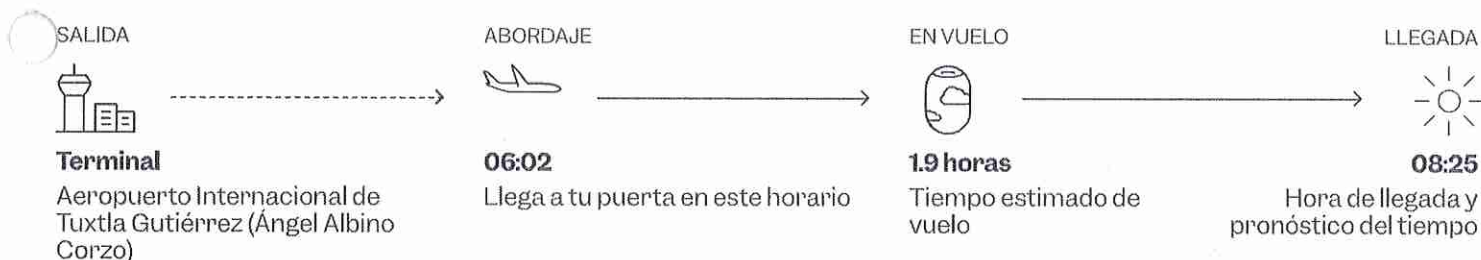 SALIDA
ABORDAJE
EN VUELO
LLEGADA
Terminal
Aeropuerto Internacional de
Tuxtla Gutiérrez (Ángel Albino
Corzo)
06:02
Llega a tu puerta en este horario
1.9 horas
Tiempo estimado de
vuelo
08:25
Hora de llegada y
pronóstico del tiempo